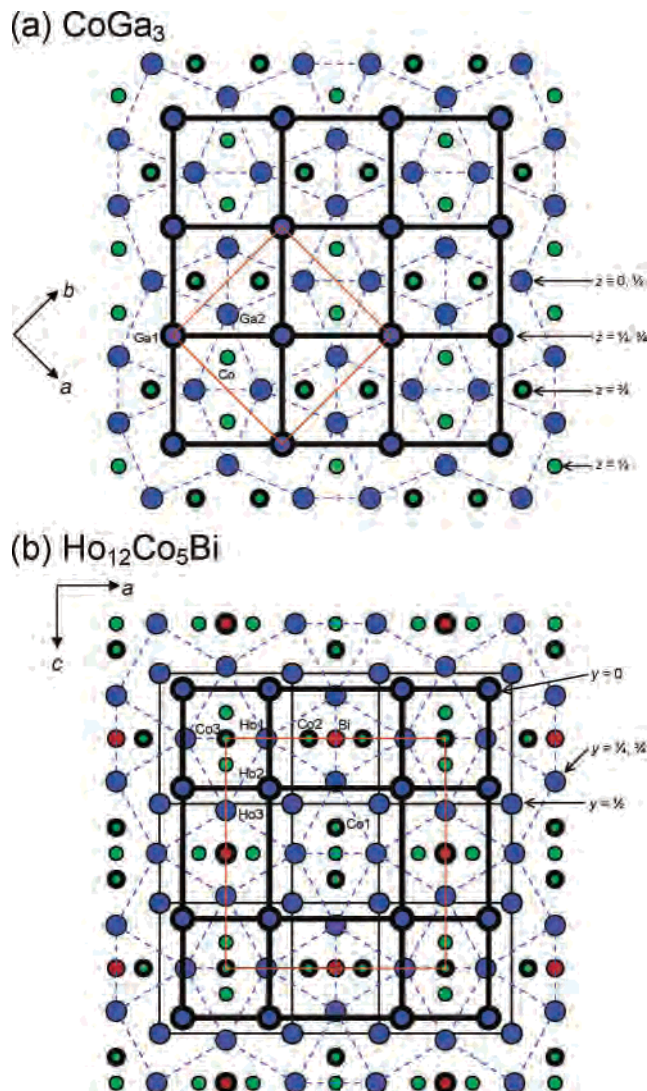 (a) CoGa₃
b
a
z = 0, ½
Ga2
Ga1
z = ¼, ¾
Co
z = ¾
z = ¼
(b) Ho₁₂Co₅Bi
a
c
y = 0
Co3
Ho1
Co2
Bi
y = ¼, ¾
Ho2
Ho3
y = ½
Co1